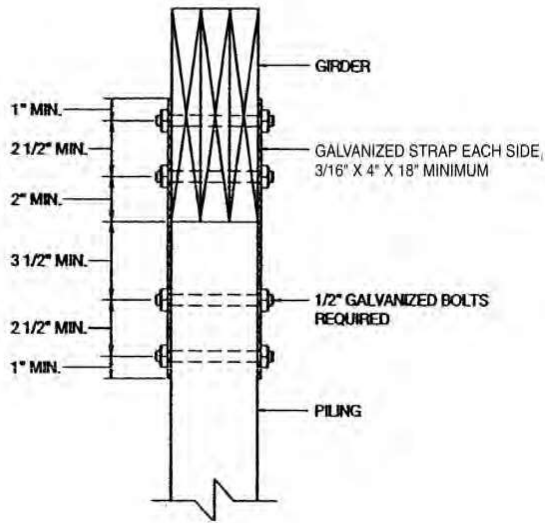 GIRDER
1" MIN.
2 1/2" MIN.
GALVANIZED STRAP EACH SIDE,
3/16" X 4" X 18" MINIMUM
2" MIN.
3 1/2" MIN.
1/2" GALVANIZED BOLTS
REQUIRED
2 1/2" MIN.
1" MIN.
PILING